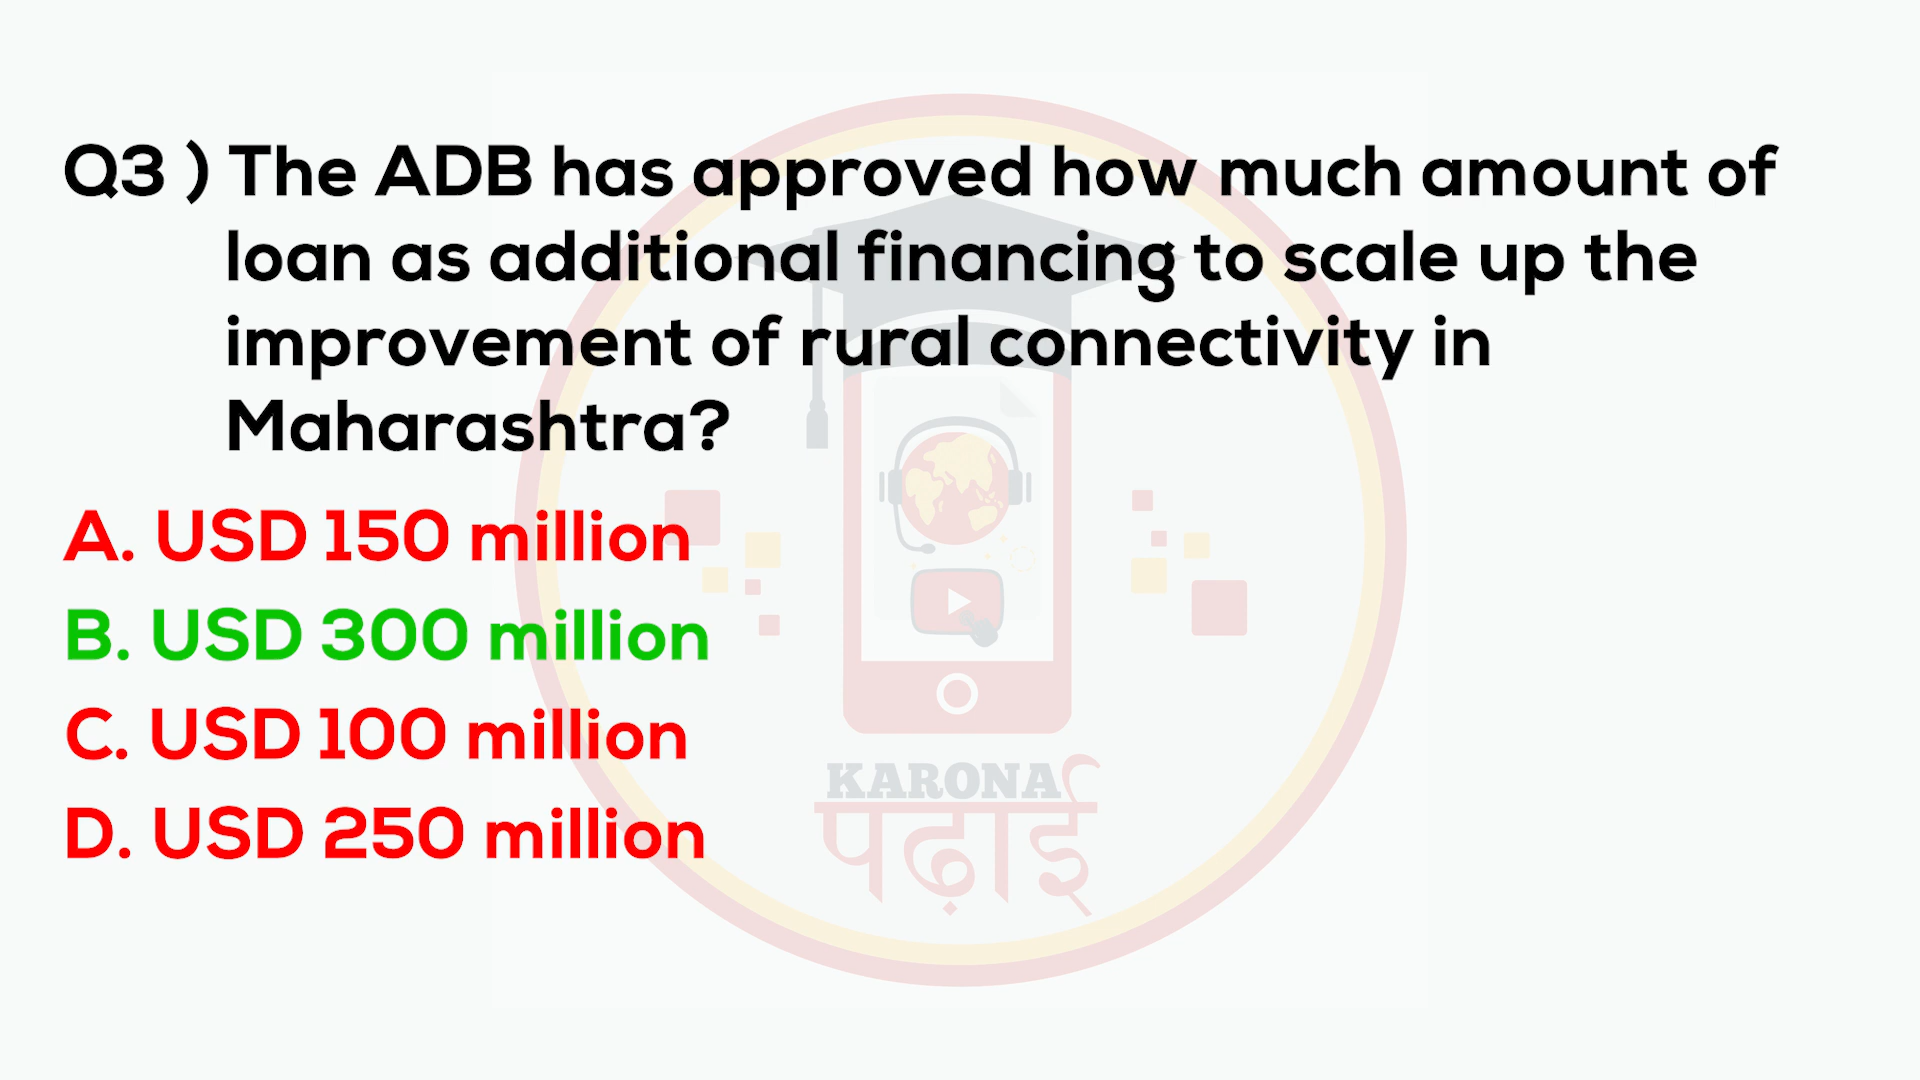 Q3 ) The ADB has approved how much amount of
loan as additional financing to scale up the
improvement of rural connectivity in
Maharashtra?
A. USD 150 million
B. USD 300 million
C. USD 100 million
D. USD 250 million
KARONA
पढ़ाई